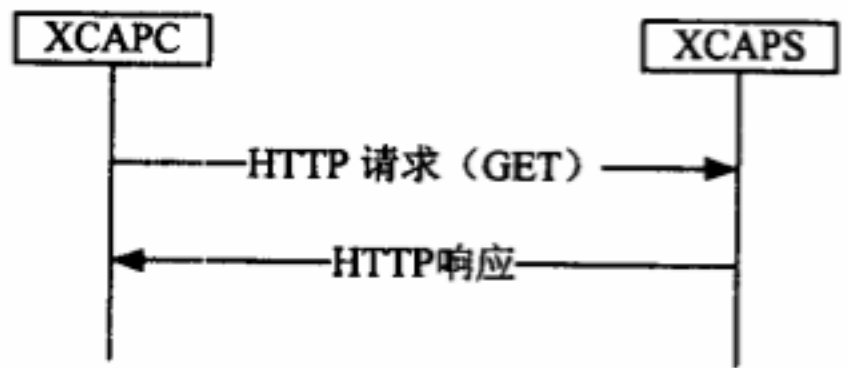 XCAPC
XCAPS
HTTP 请求（GET）
HTTP响应